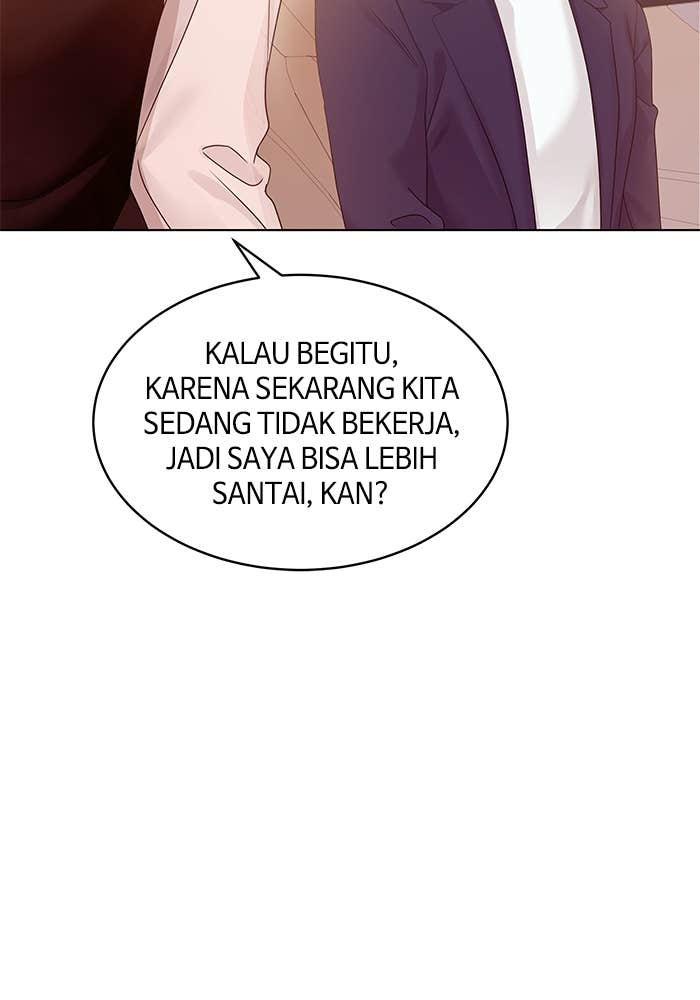 KALAU BEGITU,
KARENA SEKARANG KITA
SEDANG TIDAK BEKERJA,
JADI SAYA BISA LEBIH
SANTAI, KAN?